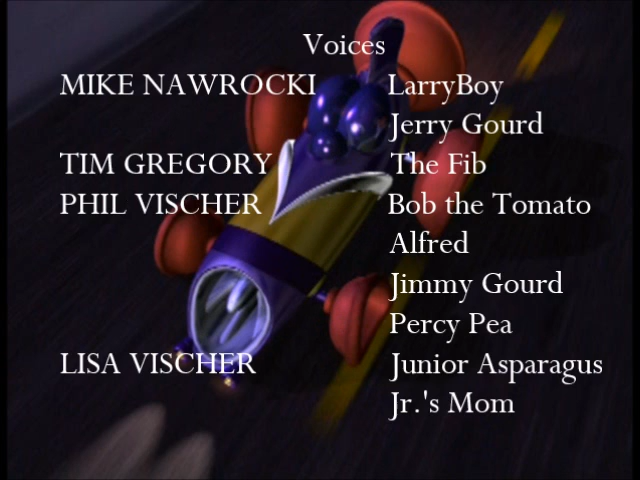 Voices
MIKE NAWROCKI LarryBoy
Jerry Gourd
TIM GREGORY The Fib
PHIL VISCHER Bob the Tomato
Alfred
Jimmy Gourd
Percy Pea
LISA VISCHER Junior Asparagus
Jr.'s Mom